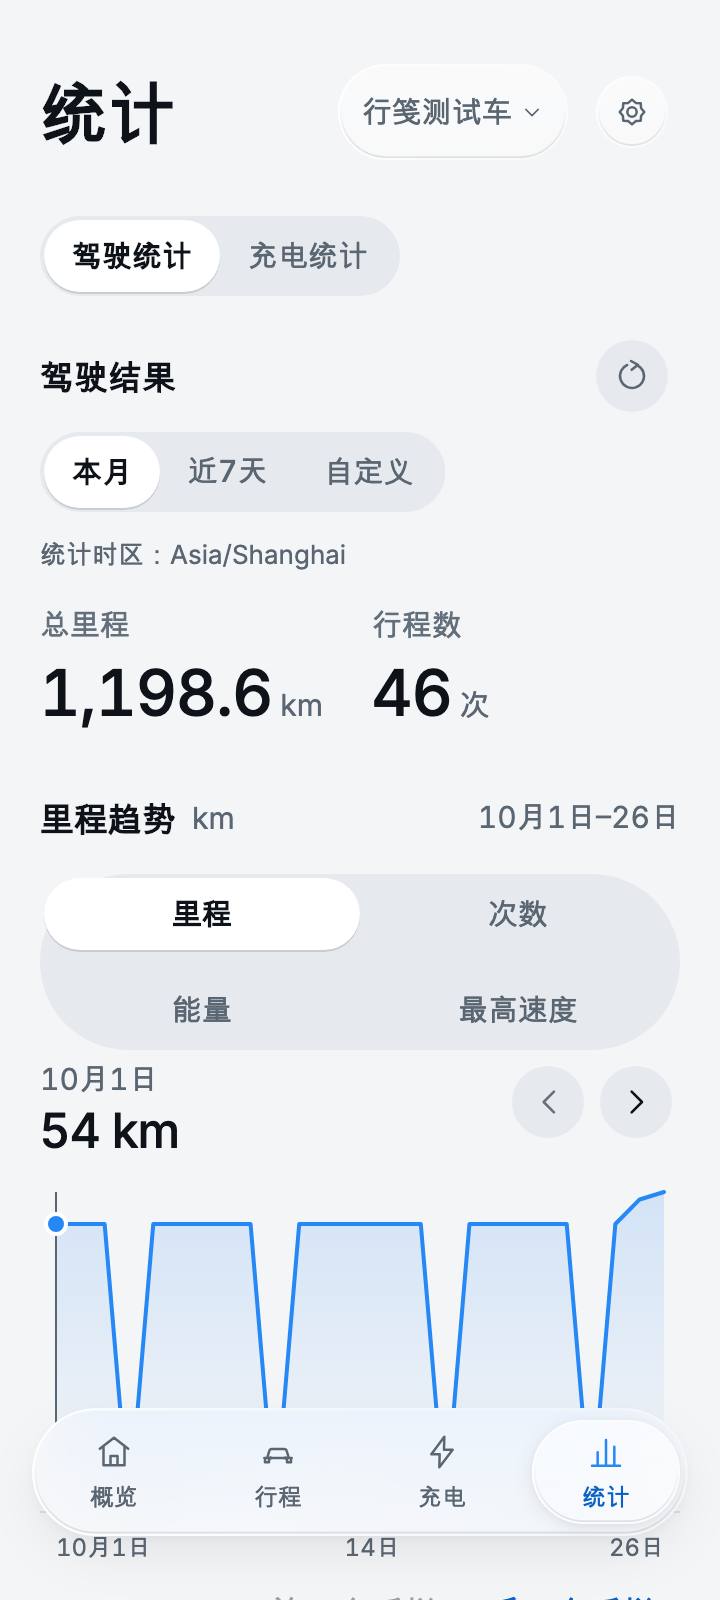 统计
行笺测试车
驾驶统计 充电统计
驾驶结果
本月 近7天 自定义
统计时区：Asia/Shanghai
总里程 行程数
1,198.6 km 46 次
里程趋势 km 10月1日–26日
里程 次数
能量 最高速度
10月1日
54 km
概览 行程 充电 统计
10月1日 14日 26日